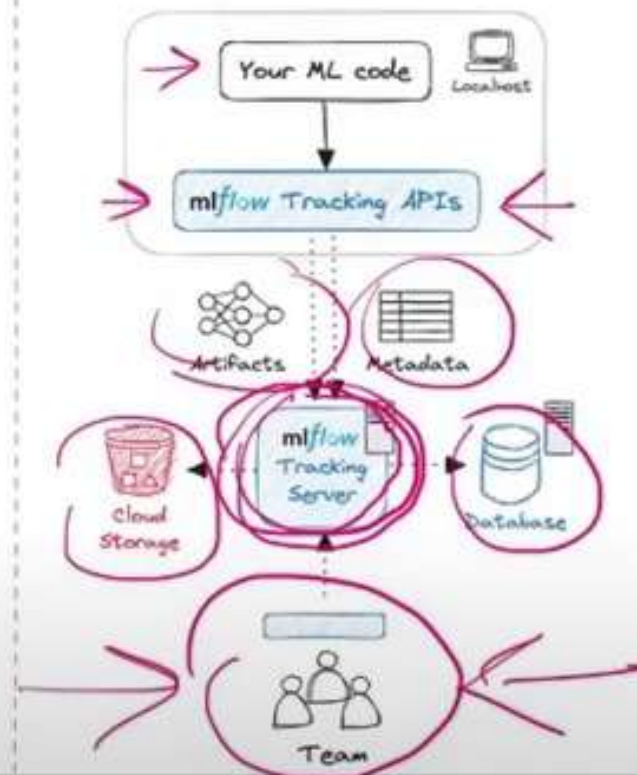 Your ML code
Localhost
mlflow Tracking APIs
Artifacts
Metadata
mlflow
Tracking
Server
Cloud
Storage
Database
Team